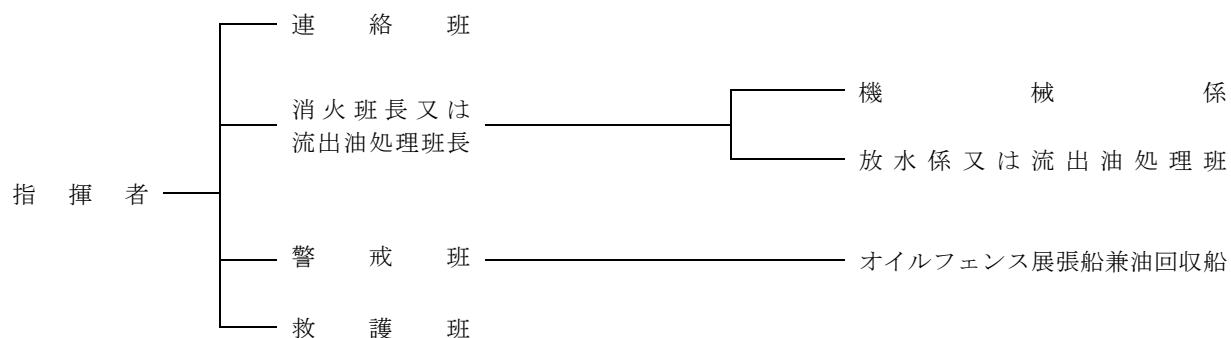 連絡班
消火班長又は
流出油処理班長
機械係
放水係又は流出油処理班
指揮者
警戒班
オイルフェンス展張船兼油回収船
救護班